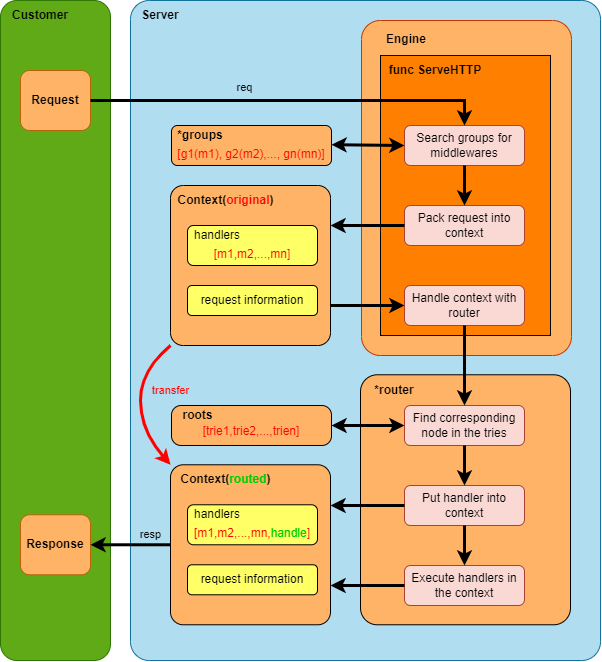 Customer
Server
Engine
func ServeHTTP
Request
req
*groups
[g1(m1), g2(m2),..., gn(mn)]
Search groups for
middlewares
Context(original)
handlers
[m1,m2,...,mn]
request information
Pack request into
context
Handle context with
router
transfer
*router
roots
[trie1,trie2,...,trien]
Find corresponding
node in the tries
Context(routed)
handlers
[m1,m2,...,mn,handle]
request information
Put handler into
context
Execute handlers in
the context
resp
Response